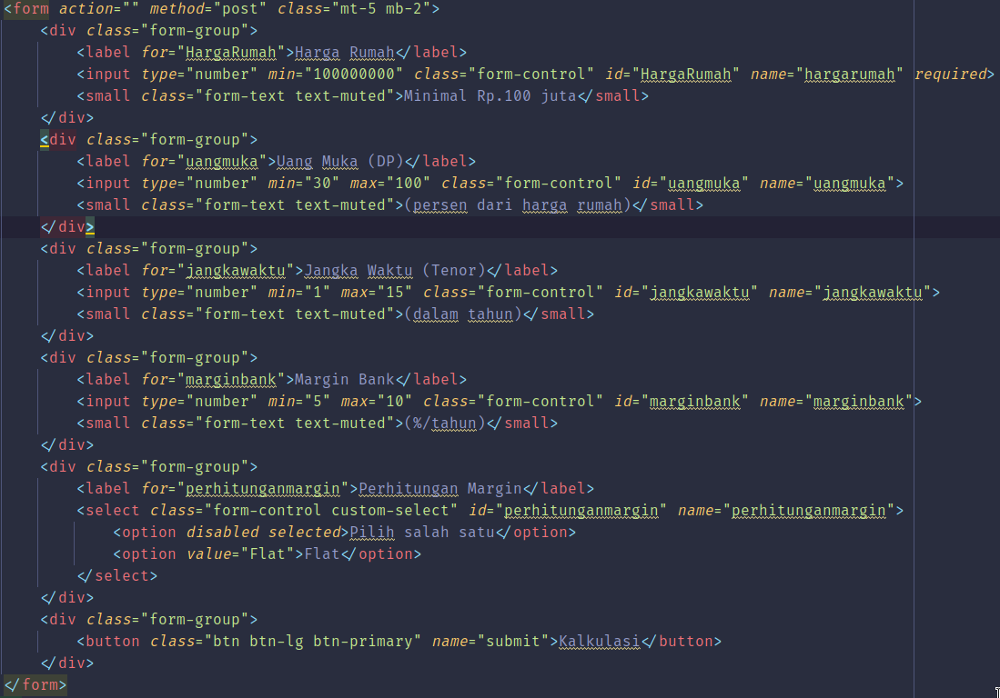 <form action="" method="post" class="mt-5 mb-2">
<div class="form-group">
<label for="HargaRumah">Harga Rumah</label>
<input type="number" min="100000000" class="form-control" id="HargaRumah" name="hargarumah" required>
<small class="form-text text-muted">Minimal Rp.100 juta</small>
</div>
<div class="form-group">
<label for="uangmuka">Uang Muka (DP)</label>
<input type="number" min="30" max="100" class="form-control" id="uangmuka" name="uangmuka">
<small class="form-text text-muted">(persen dari harga rumah)</small>
</div>
<div class="form-group">
<label for="jangkawaktu">Jangka Waktu (Tenor)</label>
<input type="number" min="1" max="15" class="form-control" id="jangkawaktu" name="jangkawaktu">
<small class="form-text text-muted">(dalam tahun)</small>
</div>
<div class="form-group">
<label for="marginbank">Margin Bank</label>
<input type="number" min="5" max="10" class="form-control" id="marginbank" name="marginbank">
<small class="form-text text-muted">(%/tahun)</small>
</div>
<div class="form-group">
<label for="perhitunganmargin">Perhitungan Margin</label>
<select class="form-control custom-select" id="perhitunganmargin" name="perhitunganmargin">
<option disabled selected>Pilih salah satu</option>
<option value="Flat">Flat</option>
</select>
</div>
<div class="form-group">
<button class="btn btn-lg btn-primary" name="submit">Kalkulasi</button>
</div>
</form>